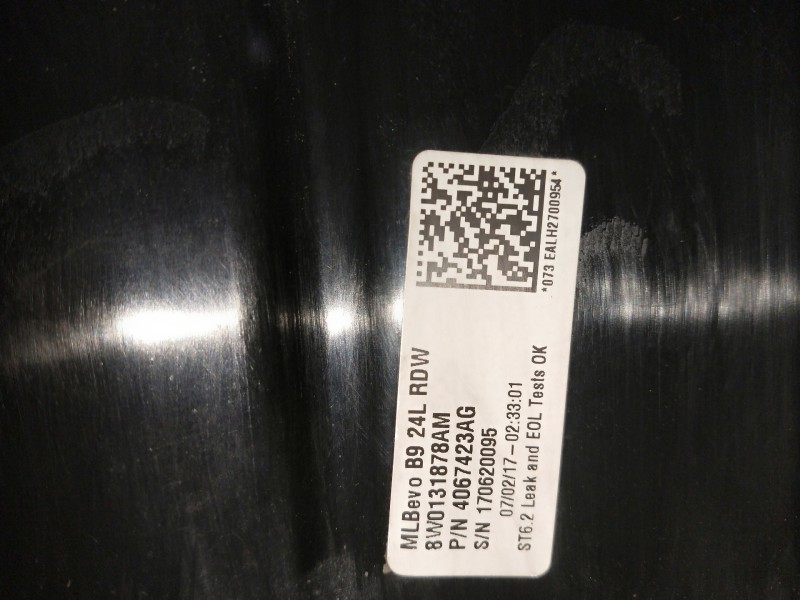 *073 EALH2700954*
MLBevo B9 24L RDW
8W0131878AM
P/N 4067423AG
S/N 170620095
07/02/17-02:33:01
ST6.2 Leak and EOL Tests OK